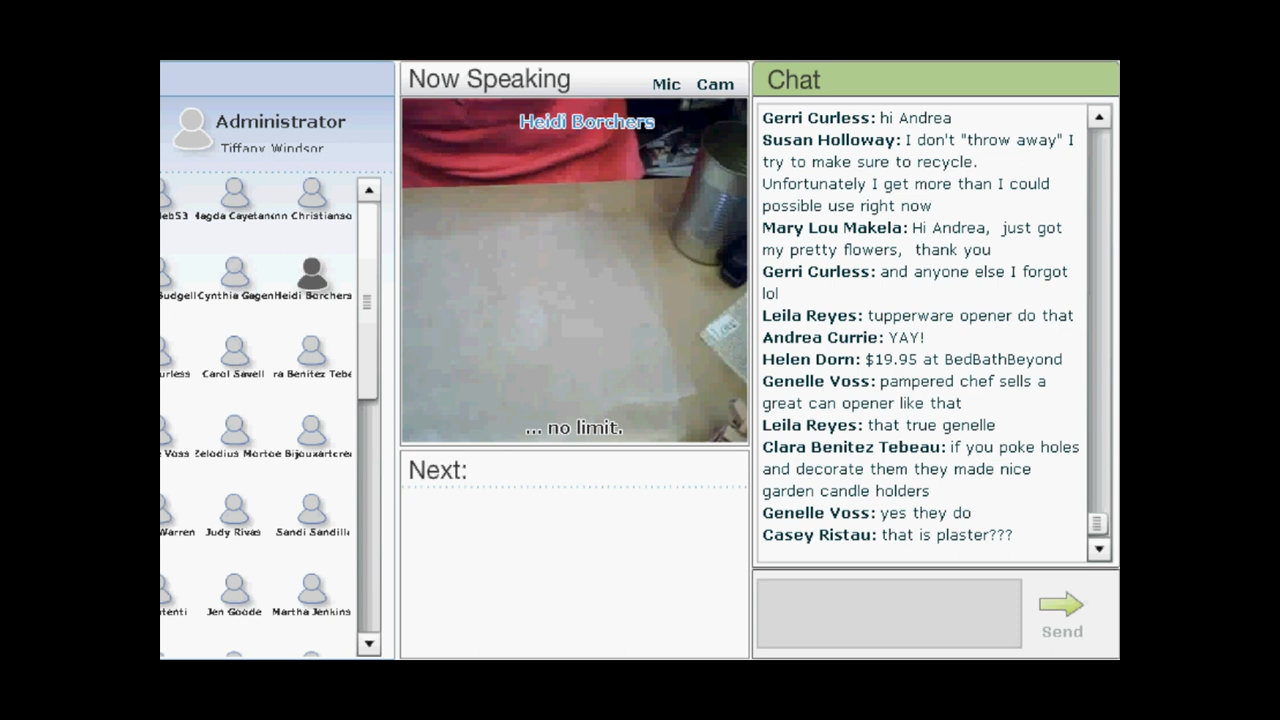 Administrator
Tiffany Windsor
Magda Cayetano
Cynthia Gagen
Heidi Borchers
Carol Savell
Voss
Warren
Judy Rivas
Sandi Sandill
Jen Goode
Martha Jenkins
Now Speaking
Mic Cam
Heidi Borchers
... no limit.
Next:
Chat
Gerri Curless: hi Andrea
Susan Holloway: I don't "throw away" I
try to make sure to recycle.
Unfortunately I get more than I could
possible use right now
Mary Lou Makela: Hi Andrea, just got
my pretty flowers, thank you
Gerri Curless: and anyone else I forgot
lol
Leila Reyes: tupperware opener do that
Andrea Currie: YAY!
Helen Dorn: $19.95 at BedBathBeyond
Genelle Voss: pampered chef sells a
great can opener like that
Leila Reyes: that true genelle
Clara Benitez Tebeau: if you poke holes
and decorate them they made nice
garden candle holders
Genelle Voss: yes they do
Casey Ristau: that is plaster???
Send